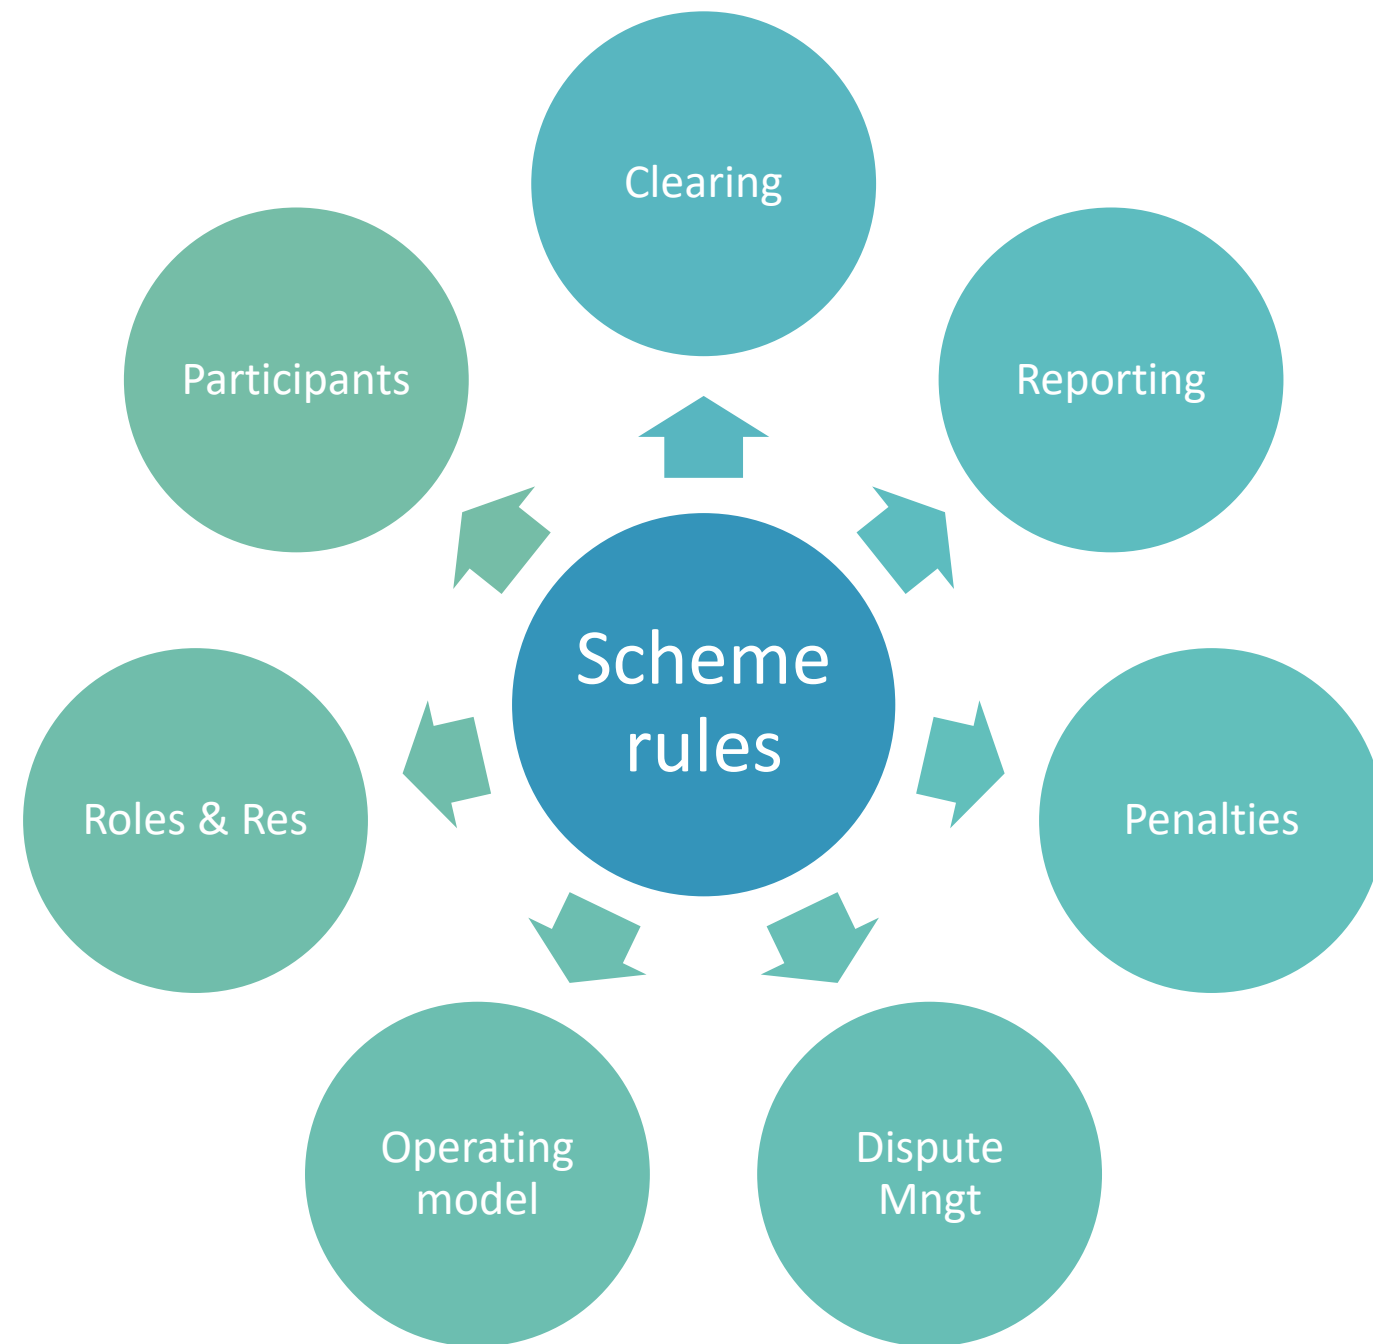 Clearing
Participants
Reporting
Scheme
rules
Roles & Res
Penalties
Operating
model
Dispute
Mngt